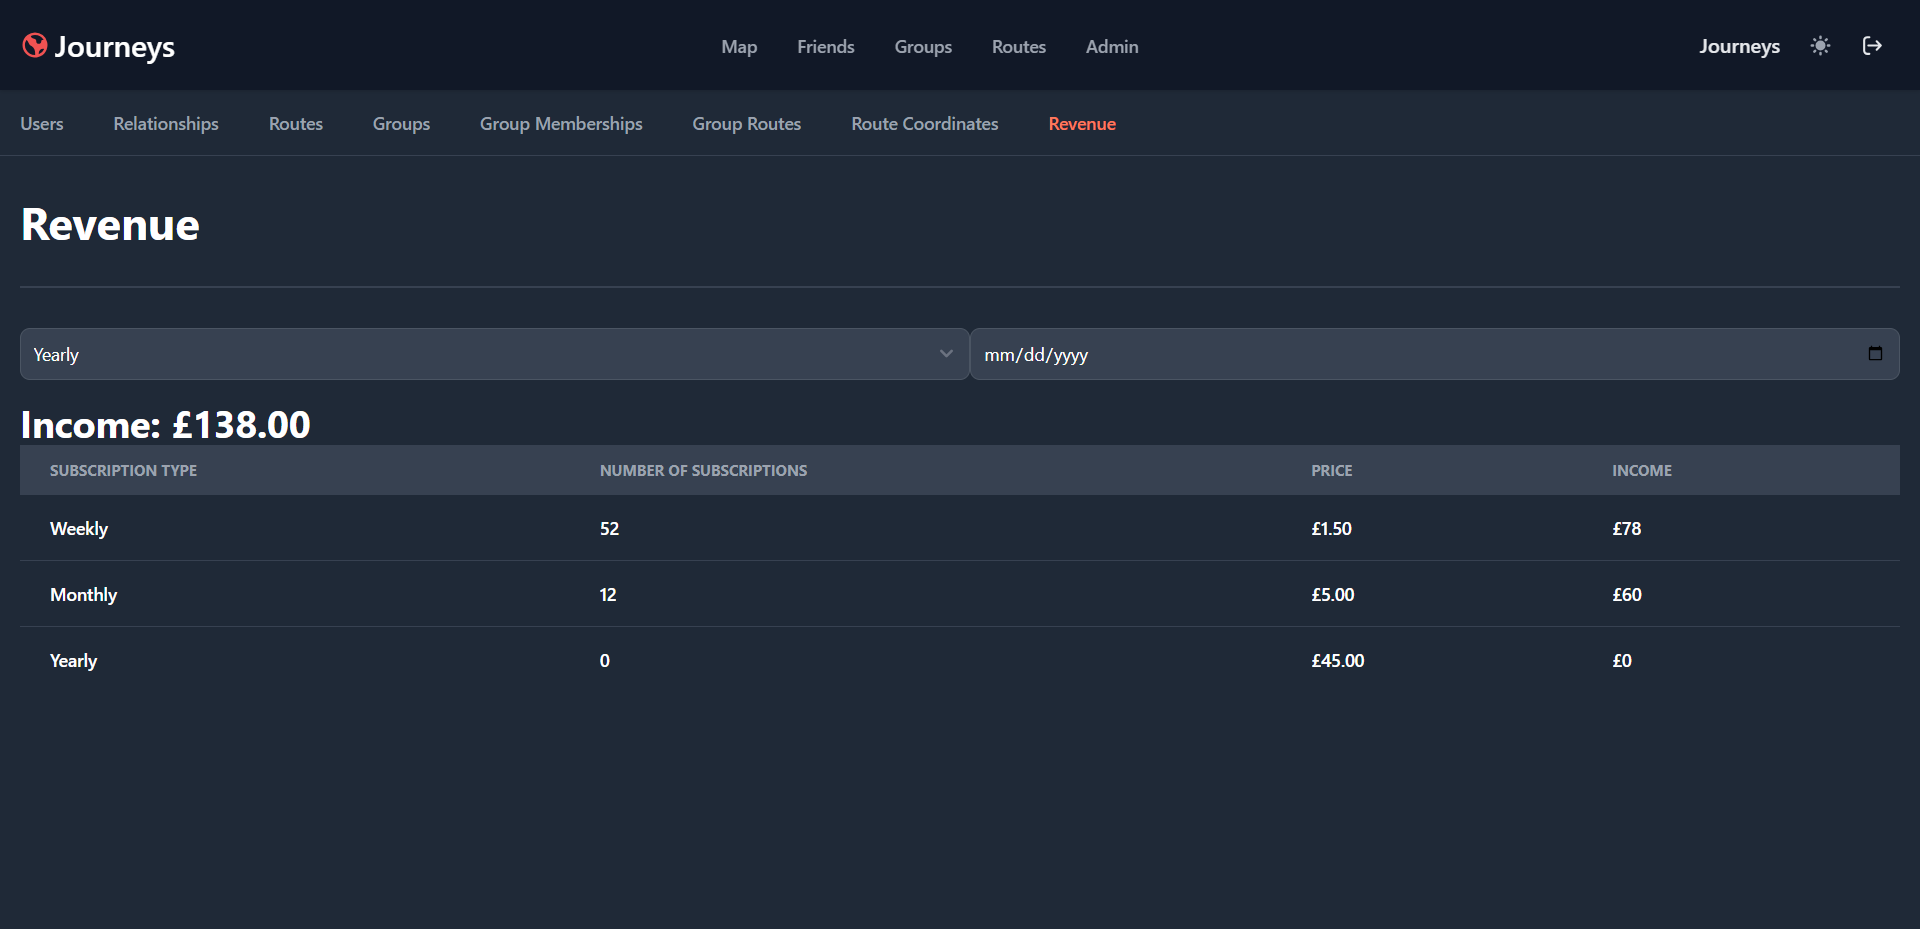 Journeys Map Friends Groups Routes Admin Journeys
Users Relationships Routes Groups Group Memberships Group Routes Route Coordinates Revenue
Revenue
Yearly mm/dd/yyyy
Income: £138.00
SUBSCRIPTION TYPE NUMBER OF SUBSCRIPTIONS PRICE INCOME
Weekly 52 £1.50 £78
Monthly 12 £5.00 £60
Yearly 0 £45.00 £0